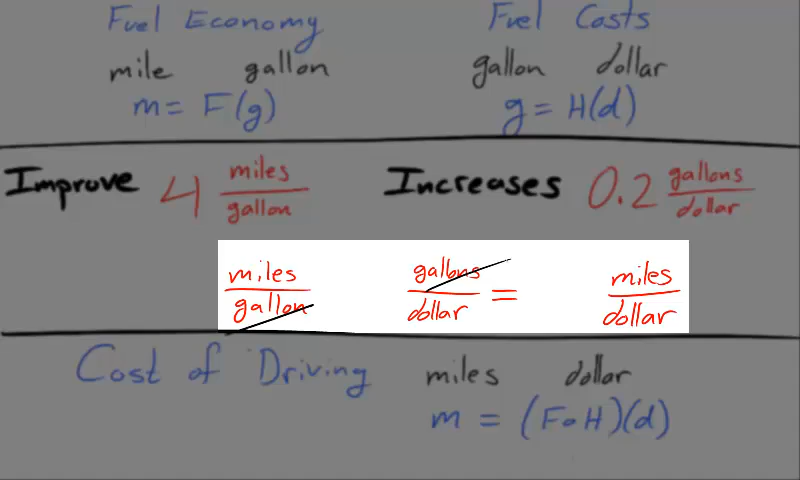 Fuel Economy
Fuel Costs
mile gallon
gallon dollar
m = F(g)
g = H(d)
Improve 4 miles/gallon
Increases 0.2 gallons/dollar
miles/gallon gallons/dollar = miles/dollar
Cost of Driving
miles dollar
m = (F∘H)(d)